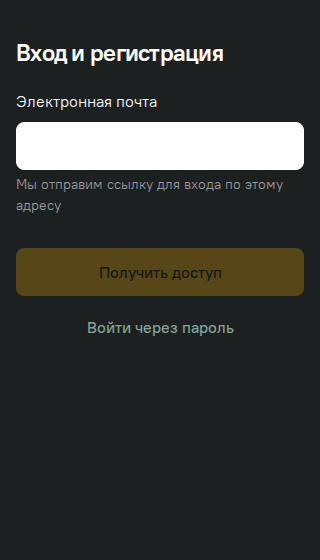 Вход и регистрация
Электронная почта
Мы отправим ссылку для входа по этому
адресу
Получить доступ
Войти через пароль